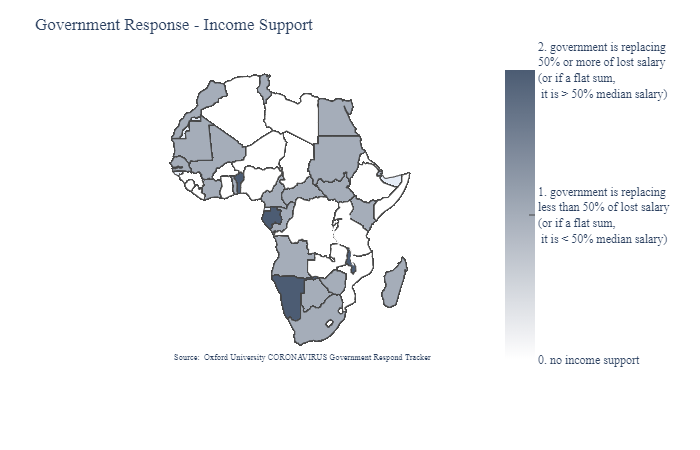 Government Response - Income Support
2. government is replacing
50% or more of lost salary
(or if a flat sum,
it is > 50% median salary)
1. government is replacing
less than 50% of lost salary
(or if a flat sum,
it is < 50% median salary)
0. no income support
Source: Oxford University CORONAVIRUS Government Respond Tracker